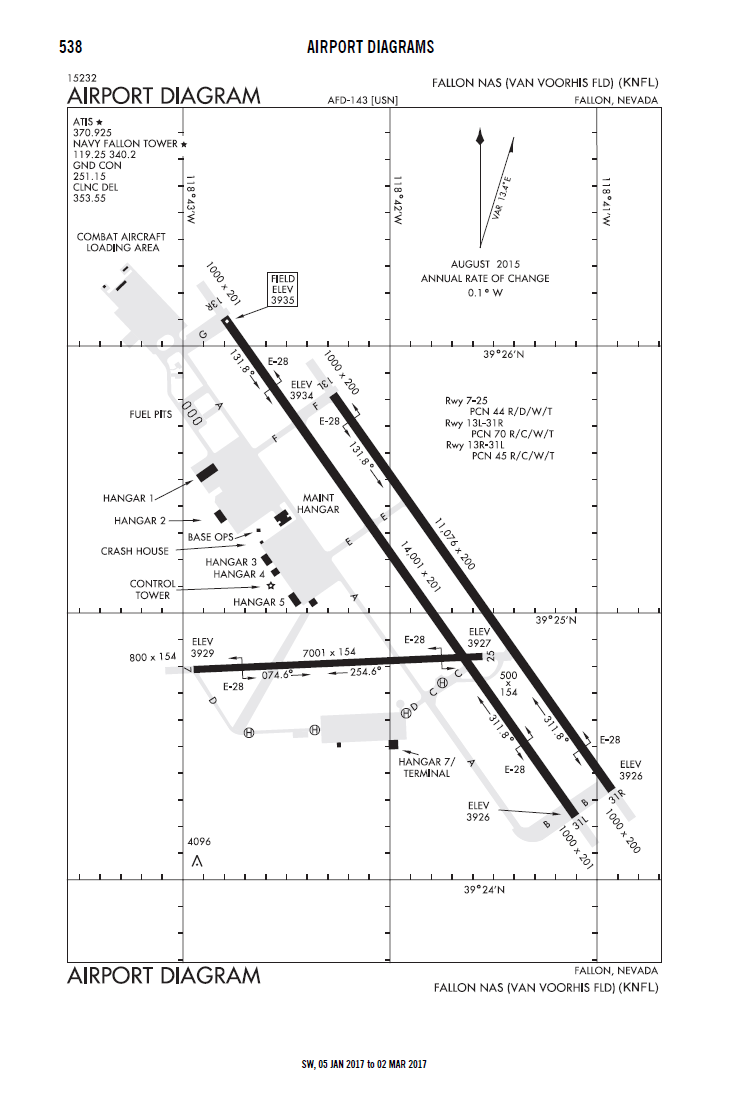 538
AIRPORT DIAGRAMS
15232
AIRPORT DIAGRAM
AFD-143 [USN]
FALLON NAS (VAN VOORHIS FLD) (KNFL)
FALLON, NEVADA
ATIS ★
370.925
NAVY FALLON TOWER ★
119.25 340.2
GND CON
251.15
CLNC DEL
353.55
118°43'W
118°42'W
118°41'W
VAR 13.4°E
AUGUST 2015
ANNUAL RATE OF CHANGE
0.1° W
COMBAT AIRCRAFT
LOADING AREA
1000 x 201
13R
FIELD
ELEV
3935
G
39°26'N
131.8°
E-28
ELEV
3934
1000 x 200
13L
F
E-28
131.8°
A
F
FUEL PITS
Rwy 7-25
PCN 44 R/D/W/T
Rwy 13L-31R
PCN 70 R/C/W/T
Rwy 13R-31L
PCN 45 R/C/W/T
HANGAR 1
MAINT
HANGAR
HANGAR 2
BASE OPS
CRASH HOUSE
E
E
11,076 x 200
14,001 x 201
HANGAR 3
HANGAR 4
CONTROL
TOWER
HANGAR 5
A
39°25'N
800 x 154
ELEV
3929
7
7001 x 154
E-28
ELEV
3927
25
E-28
074.6°
254.6°
500
x
154
D
H
H
H
D
C
H
C
311.8°
311.8°
HANGAR 7/
TERMINAL
A
E-28
E-28
ELEV
3926
ELEV
3926
B
31L
B
31R
1000 x 201
1000 x 200
4096
39°24'N
AIRPORT DIAGRAM
FALLON, NEVADA
FALLON NAS (VAN VOORHIS FLD) (KNFL)
SW, 05 JAN 2017 to 02 MAR 2017